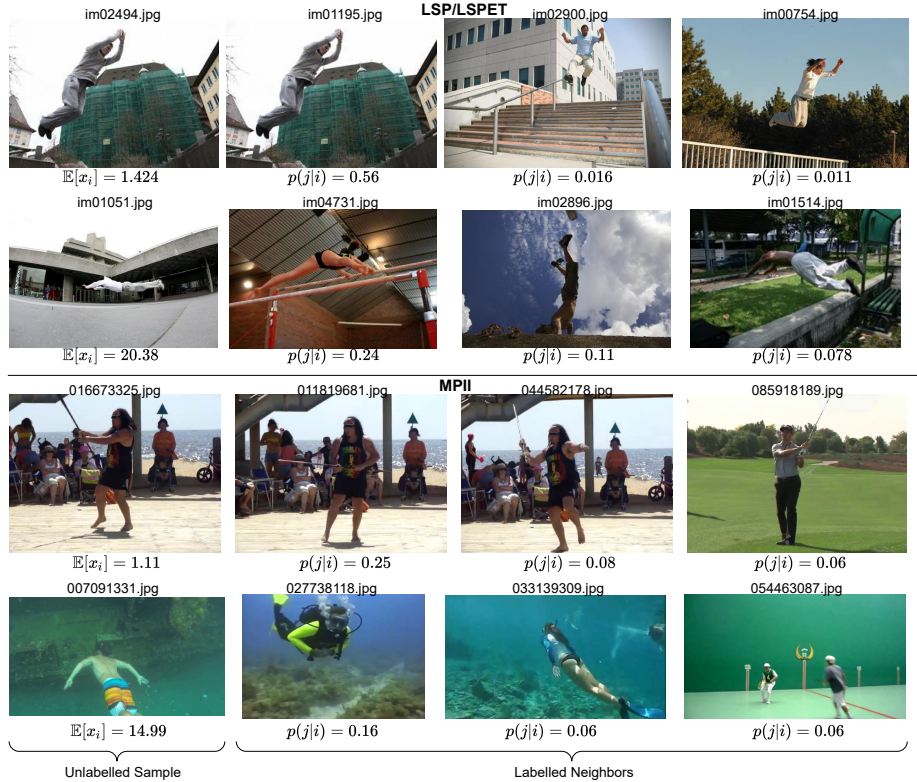 LSP/LSPET
im02494.jpg im01195.jpg im02900.jpg im00754.jpg
𝔼[x_i] = 1.424 p(j|i) = 0.56 p(j|i) = 0.016 p(j|i) = 0.011
im01051.jpg im04731.jpg im02896.jpg im01514.jpg
𝔼[x_i] = 20.38 p(j|i) = 0.24 p(j|i) = 0.11 p(j|i) = 0.078
MPII
016673325.jpg 011819681.jpg 044582178.jpg 085918189.jpg
𝔼[x_i] = 1.11 p(j|i) = 0.25 p(j|i) = 0.08 p(j|i) = 0.06
007091331.jpg 027738118.jpg 033139309.jpg 054463087.jpg
𝔼[x_i] = 14.99 p(j|i) = 0.16 p(j|i) = 0.06 p(j|i) = 0.06
Unlabelled Sample Labelled Neighbors